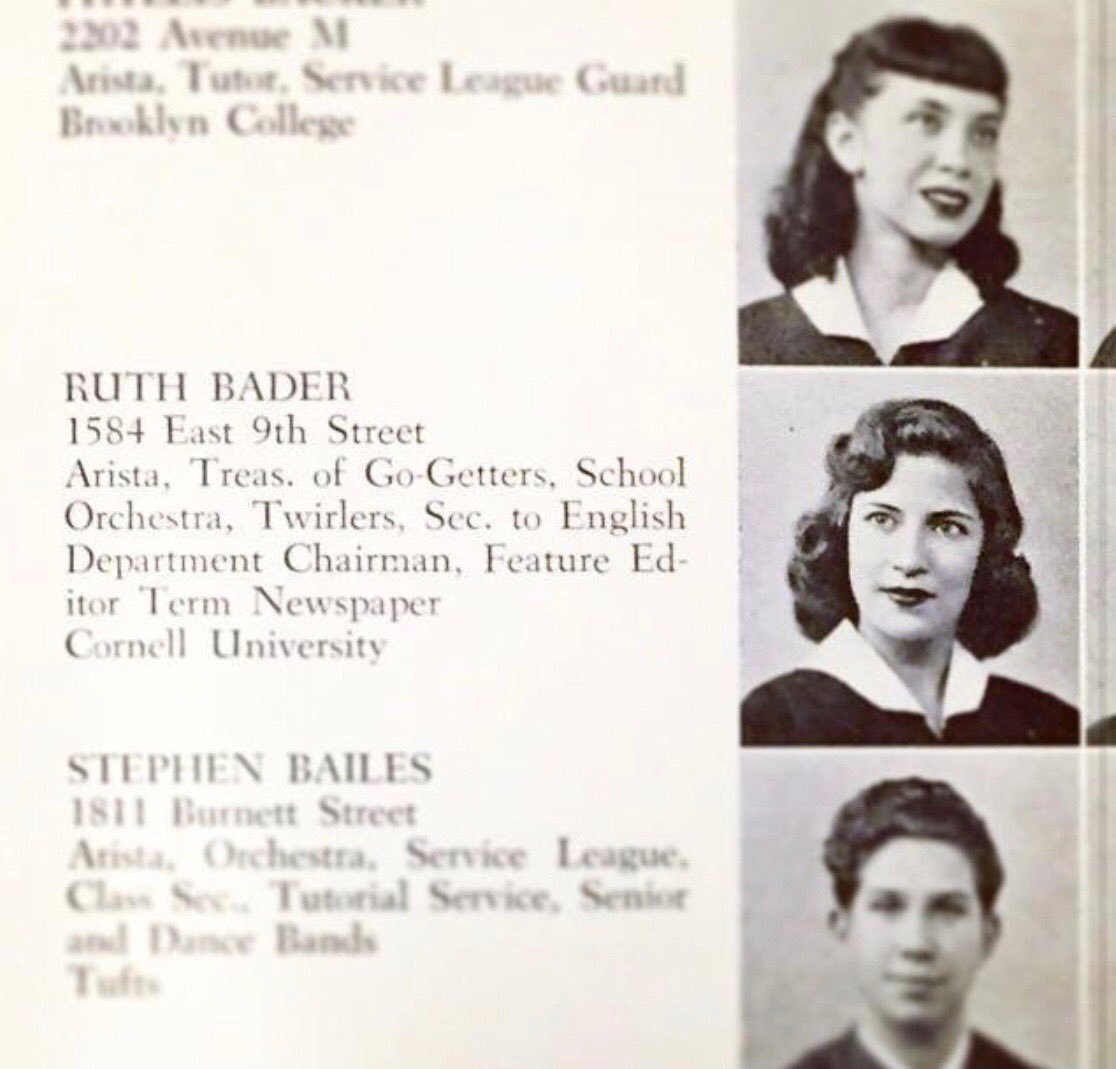 2202 Avenue M
Arista, Tutor, Service League Guard
Brooklyn College
RUTH BADER
1584 East 9th Street
Arista, Treas. of Go-Getters, School
Orchestra, Twirlers, Sec. to English
Department Chairman, Feature Ed-
itor Term Newspaper
Cornell University
STEPHEN BAILES
1811 Burnett Street
Arista, Orchestra, Service League,
Class Sec., Tutorial Service, Senior
and Dance Bands
Tufts